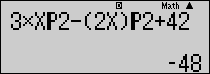 D Math ▲
3×XP2-(2X)P2+42
-48